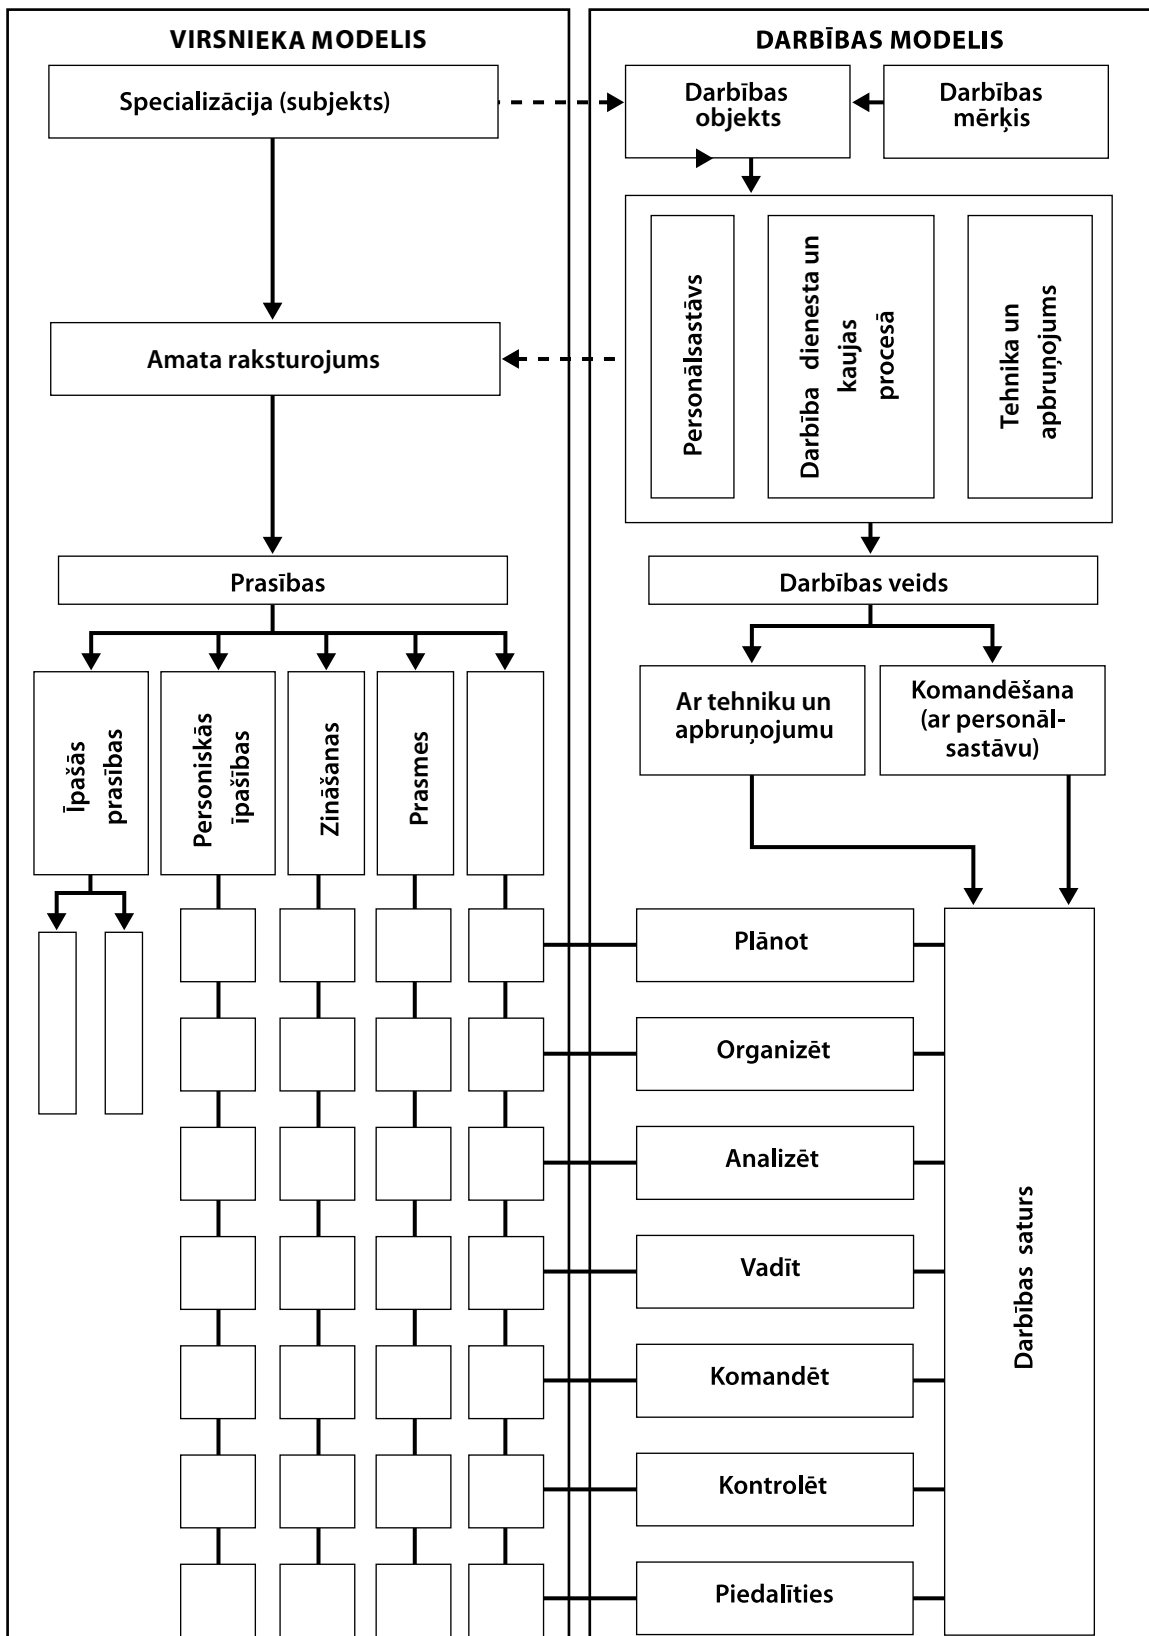 VIRSNIEKA MODELIS
Specializācija (subjekts)
Amata raksturojums
Prasības
Īpašās
prasības
Personiskās
īpašības
Zināšanas
Prasmes
DARBĪBAS MODELIS
Darbības
objekts
Darbības
mērķis
Personālsastāvs
Darbība dienesta un
kaujas
procesā
Tehnika un
apbruņojums
Darbības veids
Ar tehniku un
apbruņojumu
Komandēšana
(ar personāl-
sastāvu)
Plānot
Organizēt
Analizēt
Vadīt
Komandēt
Kontrolēt
Piedalīties
Darbības saturs